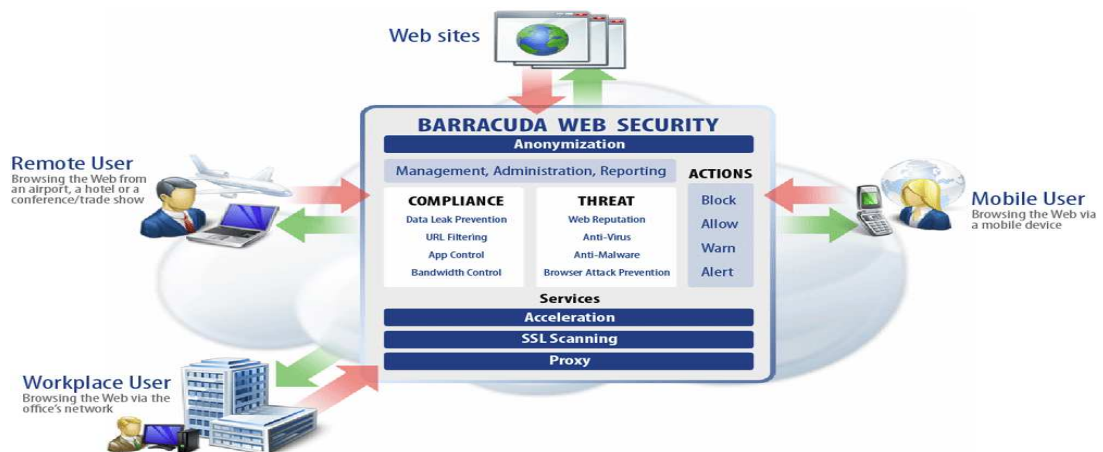 Web sites
BARRACUDA WEB SECURITY
Anonymization
Management, Administration, Reporting
COMPLIANCE
Data Leak Prevention
URL Filtering
App Control
Bandwidth Control
THREAT
Web Reputation
Anti-Virus
Anti-Malware
Browser Attack Prevention
ACTIONS
Block
Allow
Warn
Alert
Services
Acceleration
SSL Scanning
Proxy
Remote User
Browsing the Web from
an airport, a hotel or a
conference/trade show
Mobile User
Browsing the Web via
a mobile device
Workplace User
Browsing the Web via the
office's network